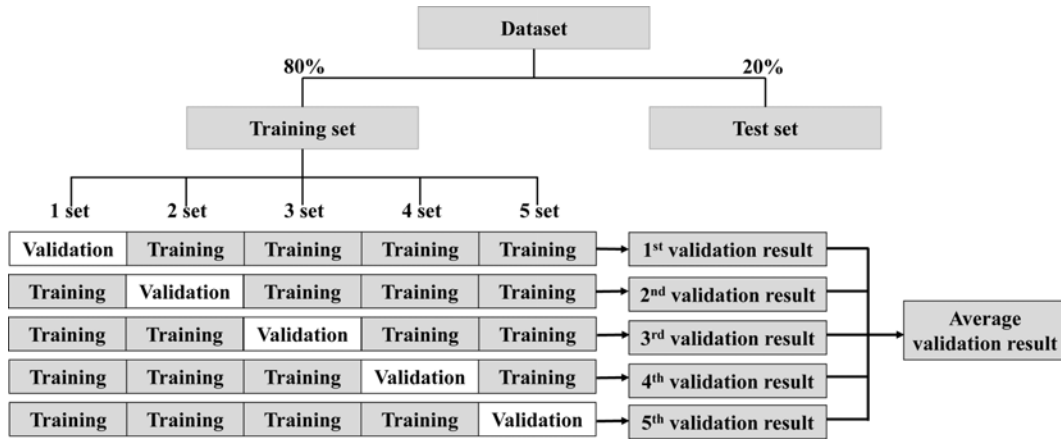 Dataset
80% 20%
Training set Test set
1 set 2 set 3 set 4 set 5 set
Validation Training Training Training Training 1st validation result
Training Validation Training Training Training 2nd validation result
Training Training Validation Training Training 3rd validation result
Average
validation result
Training Training Training Validation Training 4th validation result
Training Training Training Training Validation 5th validation result